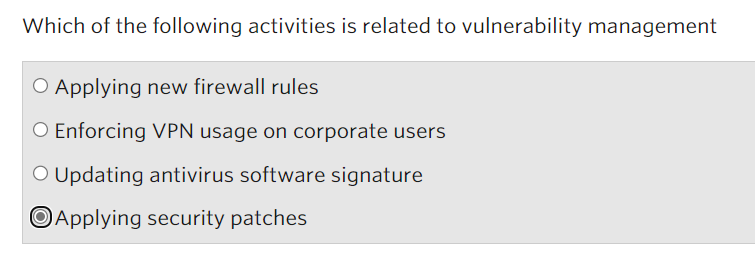 Which of the following activities is related to vulnerability management
Applying new firewall rules
Enforcing VPN usage on corporate users
Updating antivirus software signature
Applying security patches